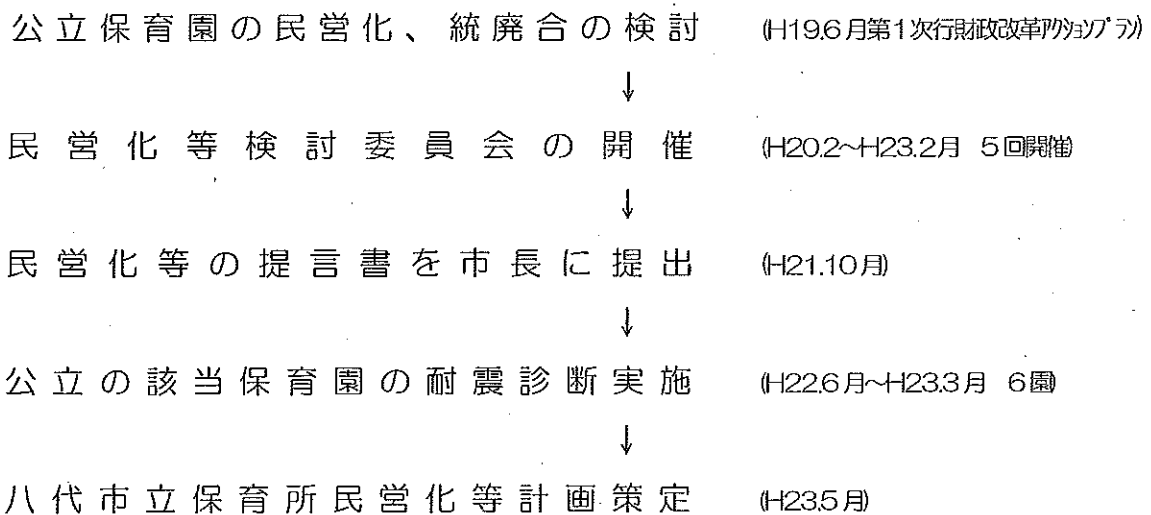 公立保育園の民営化、統廃合の検討 (H19.6月第1次行財政改革アクションプラン)
↓
民営化等検討委員会の開催 (H20.2~H23.2月 5回開催)
↓
民営化等の提言書を市長に提出 (H21.10月)
↓
公立の該当保育園の耐震診断実施 (H22.6月~H23.3月 6園)
↓
八代市立保育所民営化等計画策定 (H23.5月)